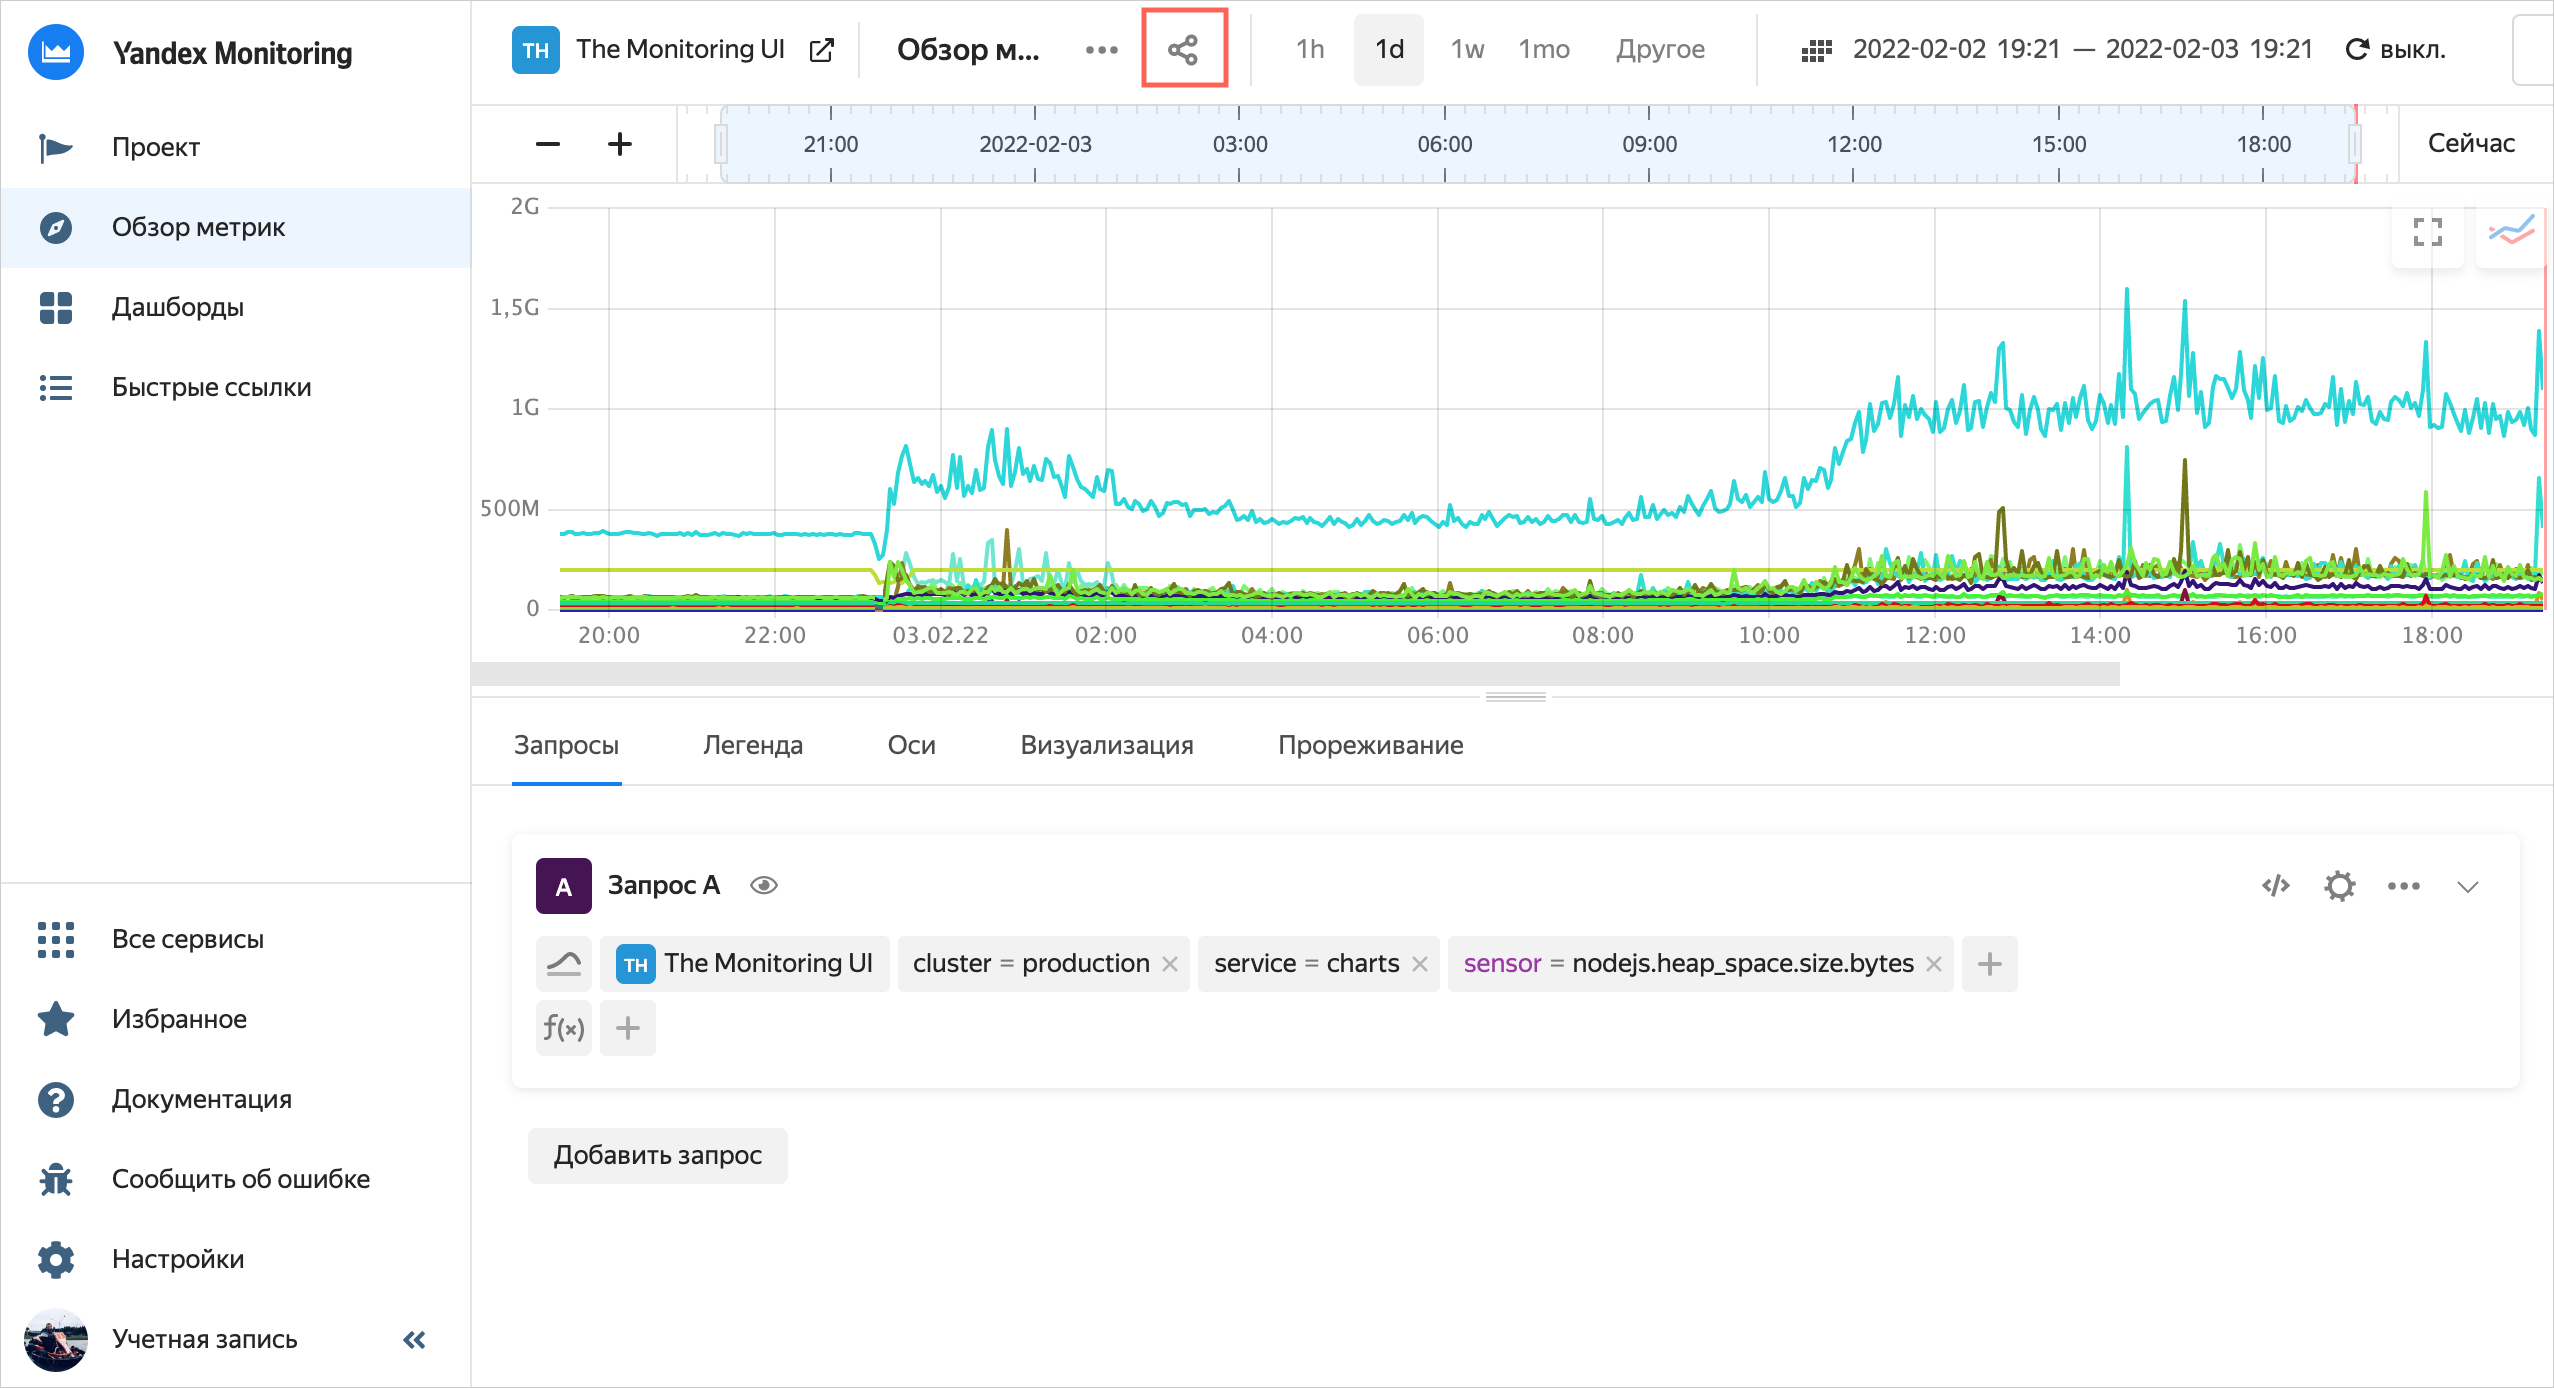 Yandex Monitoring
Проект
Обзор метрик
Дашборды
Быстрые ссылки
Все сервисы
Избранное
Документация
Сообщить об ошибке
Настройки
Учетная запись
TH The Monitoring UI Обзор м... 1h 1d 1w 1mo Другое 2022-02-02 19:21 — 2022-02-03 19:21 выкл.
21:00 2022-02-03 03:00 06:00 09:00 12:00 15:00 18:00 Сейчас
2G
1,5G
1G
500M
0
20:00 22:00 03.02.22 02:00 04:00 06:00 08:00 10:00 12:00 14:00 16:00 18:00
Запросы Легенда Оси Визуализация Прореживание
A Запрос A
TH The Monitoring UI cluster = production × service = charts × sensor = nodejs.heap_space.size.bytes × +
f(x) +
Добавить запрос